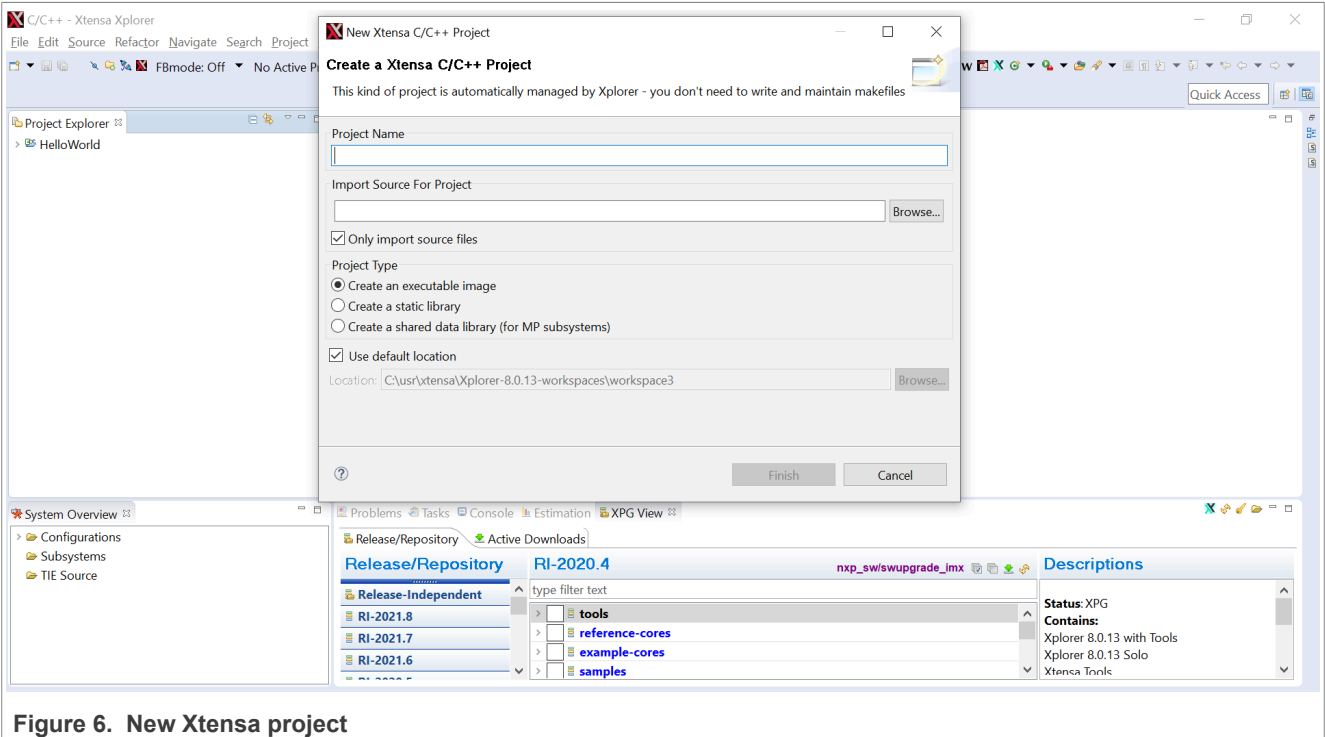 C/C++ - Xtensa Xplorer
File Edit Source Refactor Navigate Search Project
FBmode: Off No Active P
Quick Access
Project Explorer
HelloWorld
New Xtensa C/C++ Project
Create a Xtensa C/C++ Project
This kind of project is automatically managed by Xplorer - you don't need to write and maintain makefiles
Project Name
Import Source For Project
Browse...
Only import source files
Project Type
Create an executable image
Create a static library
Create a shared data library (for MP subsystems)
Use default location
Location: C:\usr\xtensa\Xplorer-8.0.13-workspaces\workspace3 Browse...
Finish Cancel
System Overview
Configurations
Subsystems
TIE Source
Problems Tasks Console Estimation XPG View
Release/Repository Active Downloads
Release/Repository
Release-Independent
RI-2021.8
RI-2021.7
RI-2021.6
RI-2020.4 nxp_sw/swupgrade_imx
type filter text
tools
reference-cores
example-cores
samples
Descriptions
Status: XPG
Contains:
Xplorer 8.0.13 with Tools
Xplorer 8.0.13 Solo
Xtensa Tools
Figure 6. New Xtensa project